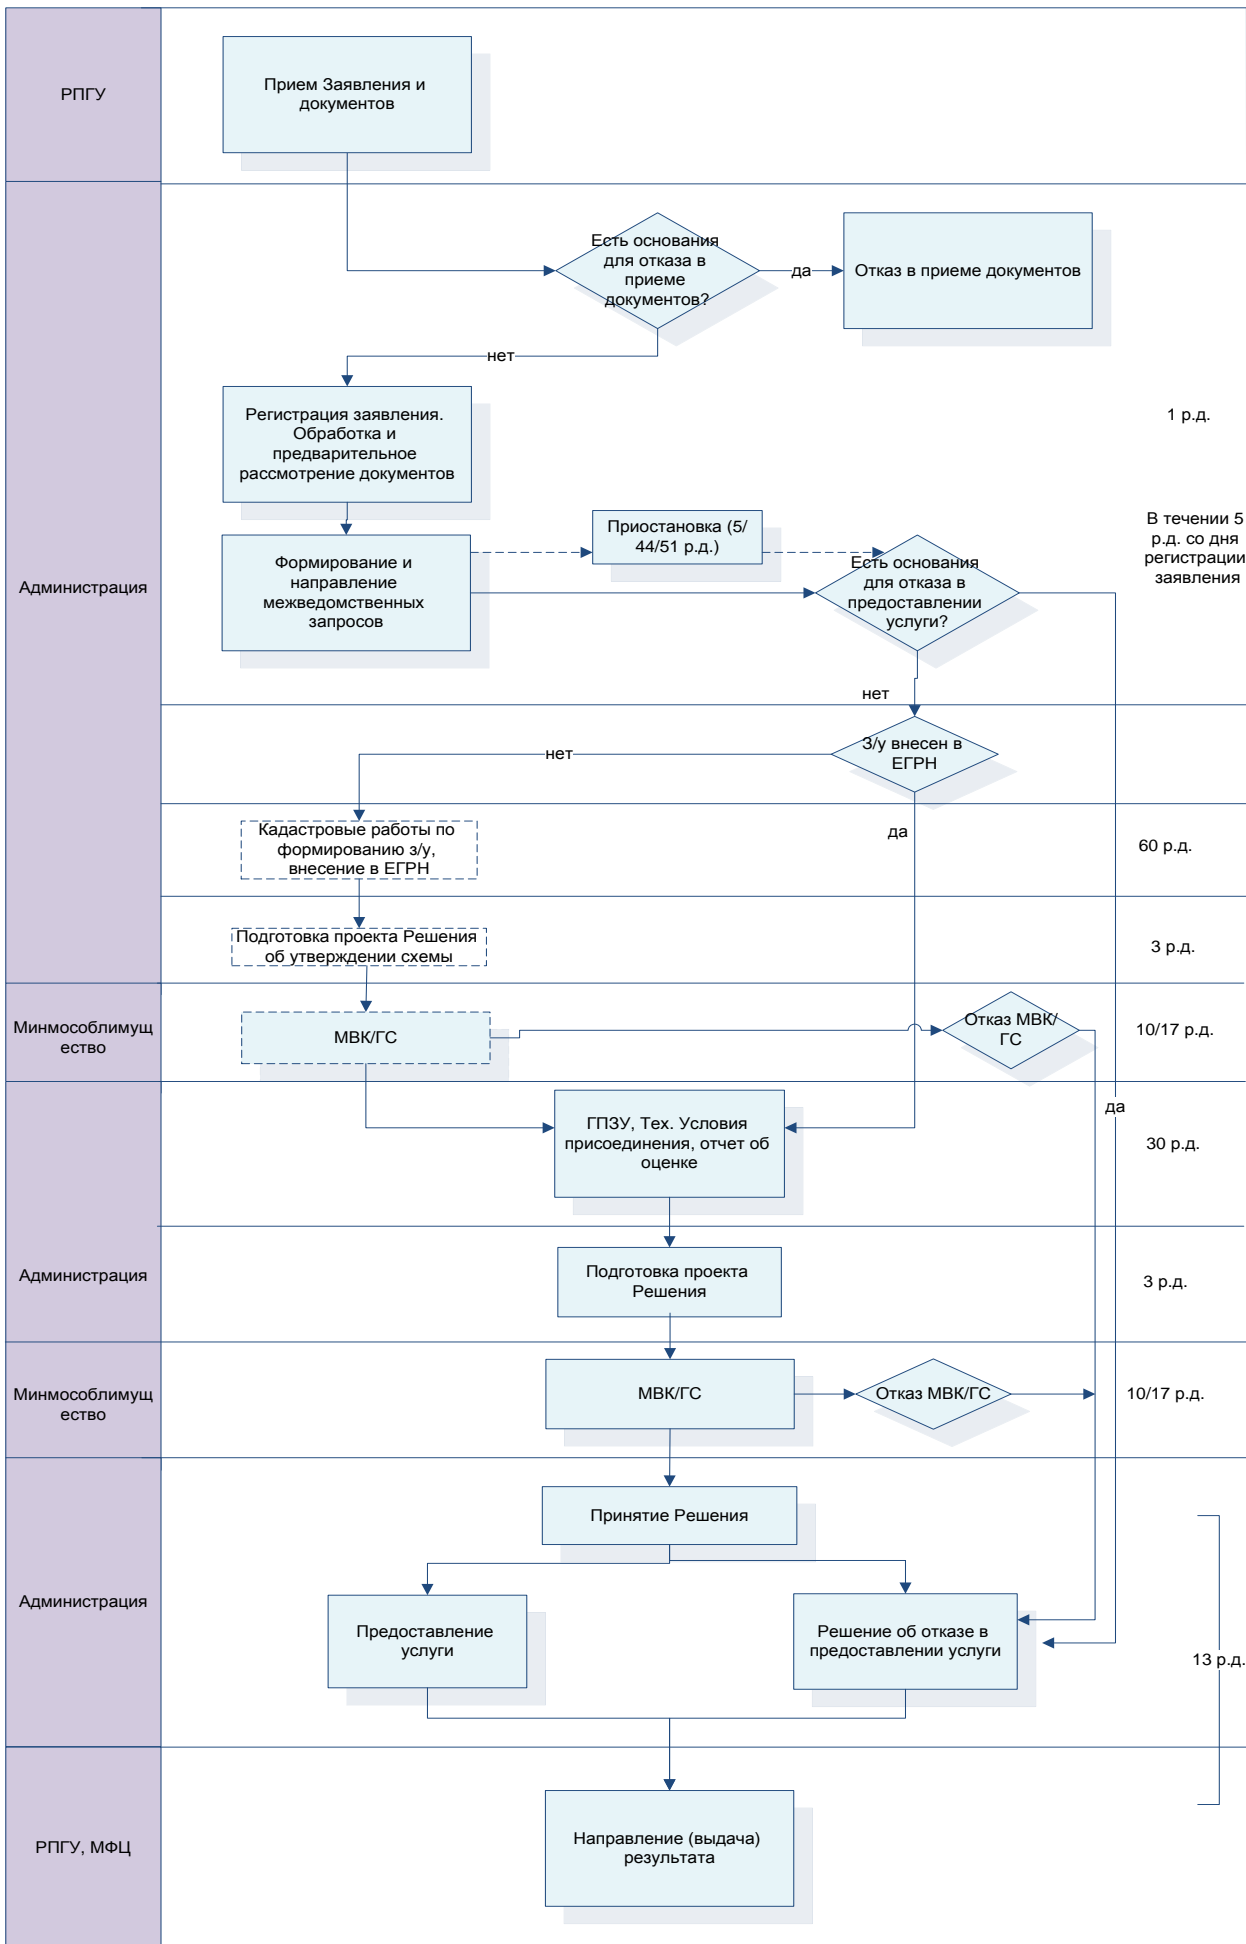 РПГУ
Прием Заявления и
документов
Есть основания
для отказа в
приеме
документов?
да
Отказ в приеме документов
нет
Администрация
Регистрация заявления.
Обработка и
предварительное
рассмотрение документов
1 р.д.
Формирование и
направление
межведомственных
запросов
Приостановка (5/
44/51 р.д.)
Есть основания
для отказа в
предоставлении
услуги?
В течении 5
р.д. со дня
регистрации
заявления
нет
З/у внесен в
ЕГРН
нет
да
Кадастровые работы по
формированию з/у,
внесение в ЕГРН
60 р.д.
Подготовка проекта Решения
об утверждении схемы
3 р.д.
Минмособлимущ
ество
МВК/ГС
Отказ МВК/
ГС
10/17 р.д.
да
Администрация
ГПЗУ, Тех. Условия
присоединения, отчет об
оценке
30 р.д.
Подготовка проекта
Решения
3 р.д.
Минмособлимущ
ество
МВК/ГС
Отказ МВК/ГС
10/17 р.д.
Администрация
Принятие Решения
Предоставление
услуги
Решение об отказе в
предоставлении услуги
13 р.д.
РПГУ, МФЦ
Направление (выдача)
результата